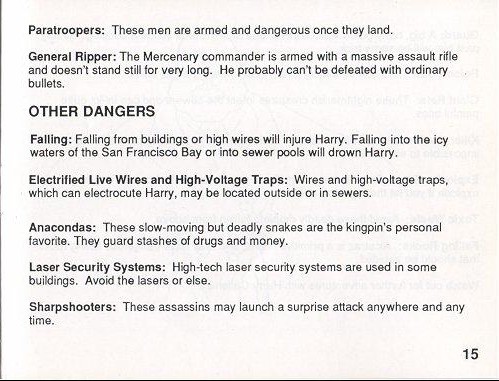 Paratroopers: These men are armed and dangerous once they land.
General Ripper: The Mercenary commander is armed with a massive assault rifle
and doesn't stand still for very long. He probably can't be defeated with ordinary
bullets.
OTHER DANGERS
Falling: Falling from buildings or high wires will injure Harry. Falling into the icy
waters of the San Francisco Bay or into sewer pools will drown Harry.
Electrified Live Wires and High-Voltage Traps: Wires and high-voltage traps,
which can electrocute Harry, may be located outside or in sewers.
Anacondas: These slow-moving but deadly snakes are the kingpin's personal
favorite. They guard stashes of drugs and money.
Laser Security Systems: High-tech laser security systems are used in some
buildings. Avoid the lasers or else.
Sharpshooters: These assassins may launch a surprise attack anywhere and any
time.
15